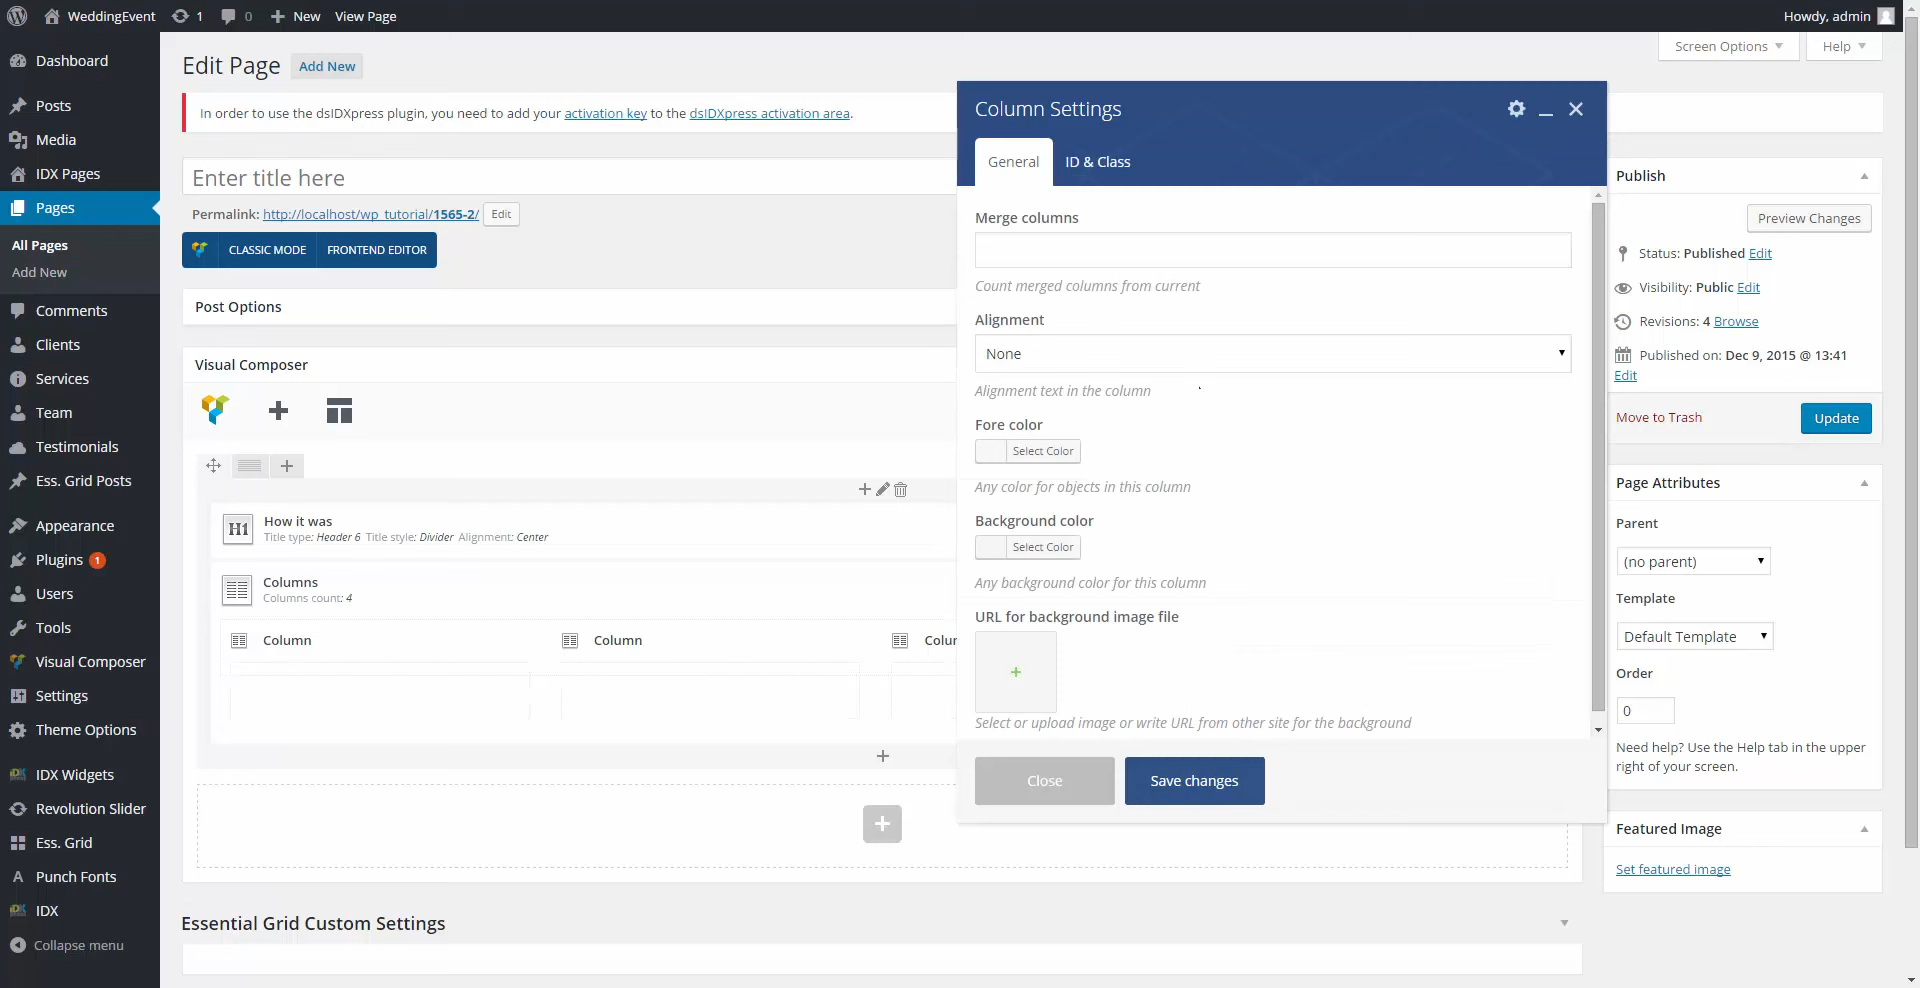 WeddingEvent 1 0 New View Page Howdy, admin
Screen Options Help
Dashboard
Posts
Media
IDX Pages
Pages
All Pages
Add New
Comments
Clients
Services
Team
Testimonials
Ess. Grid Posts
Appearance
Plugins 1
Users
Tools
Visual Composer
Settings
Theme Options
IDX Widgets
Revolution Slider
Ess. Grid
Punch Fonts
IDX
Collapse menu
Edit Page Add New
In order to use the dsIDXpress plugin, you need to add your activation key to the dsIDXpress activation area.
Enter title here
Permalink: http://localhost/wp_tutorial/1565-2/ Edit
CLASSIC MODE FRONTEND EDITOR
Post Options
Visual Composer
H1 How it was
Title type: Header 6 Title style: Divider Alignment: Center
Columns
Columns count: 4
Column Column Colur
Essential Grid Custom Settings
Column Settings
General ID & Class
Merge columns
Count merged columns from current
Alignment
None
Alignment text in the column
Fore color
Select Color
Any color for objects in this column
Background color
Select Color
Any background color for this column
URL for background image file
Select or upload image or write URL from other site for the background
Close Save changes
Publish
Preview Changes
Status: Published Edit
Visibility: Public Edit
Revisions: 4 Browse
Published on: Dec 9, 2015 @ 13:41
Edit
Move to Trash Update
Page Attributes
Parent
(no parent)
Template
Default Template
Order
0
Need help? Use the Help tab in the upper
right of your screen.
Featured Image
Set featured image